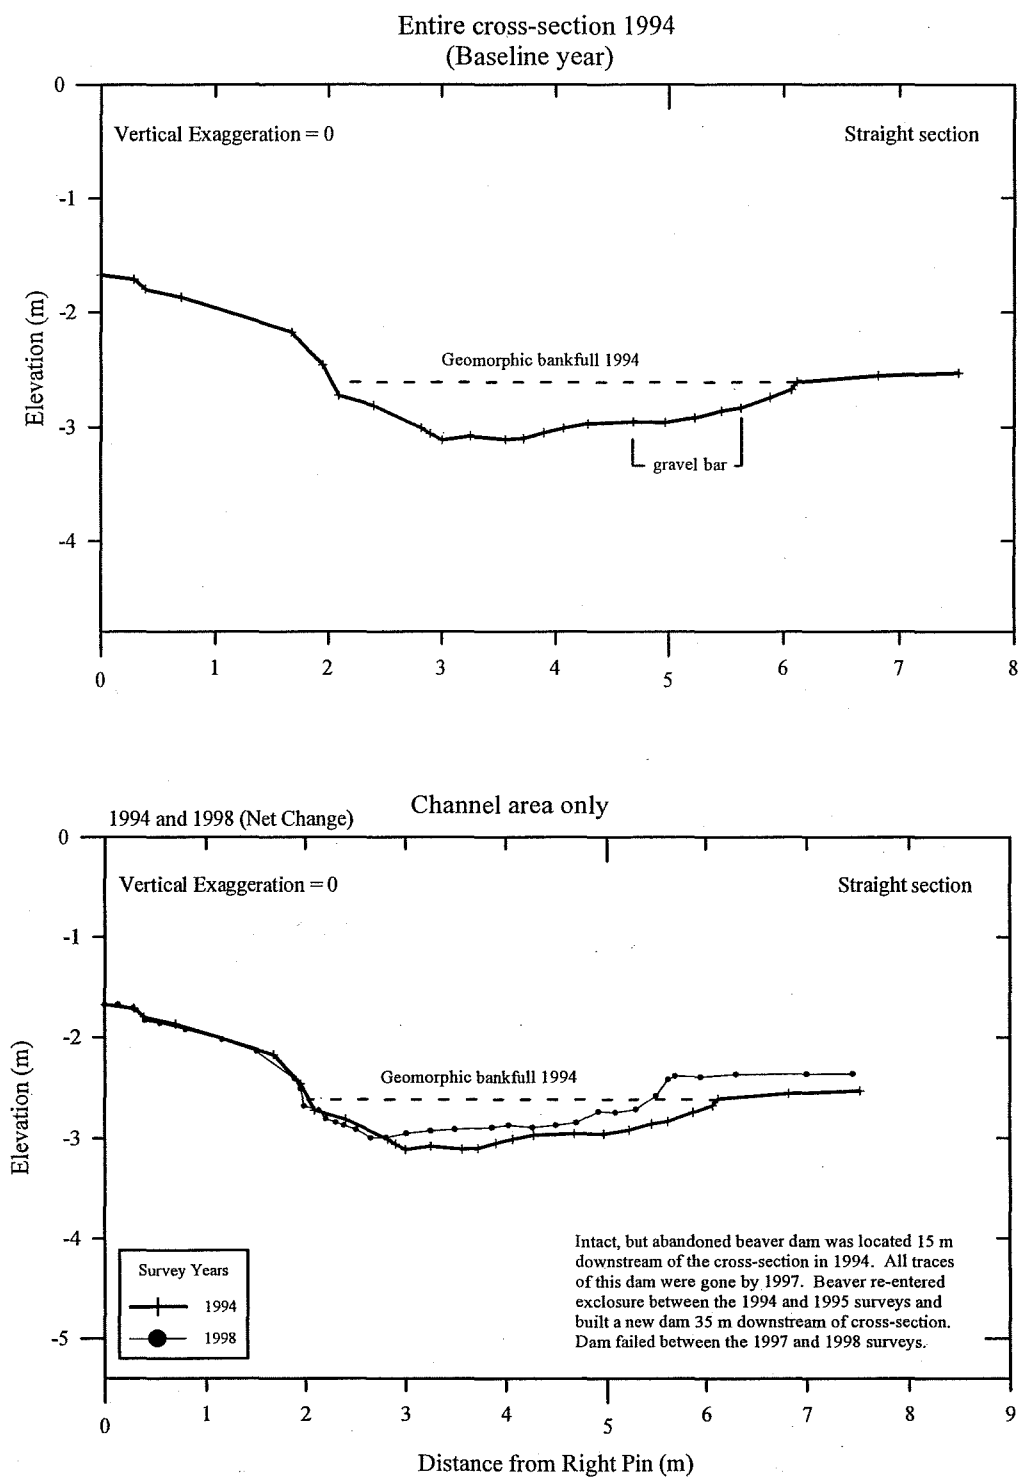 Entire cross-section 1994
(Baseline year)
0
Vertical Exaggeration = 0
Straight section
-1
-2
Elevation (m)
Geomorphic bankfull 1994
-3
gravel bar
-4
0
1
2
3
4
5
6
7
8
1994 and 1998 (Net Change)
Channel area only
0
Vertical Exaggeration = 0
Straight section
-1
-2
Elevation (m)
Geomorphic bankfull 1994
-3
-4
Intact, but abandoned beaver dam was located 15 m
downstream of the cross-section in 1994. All traces
of this dam were gone by 1997. Beaver re-entered
exclosure between the 1994 and 1995 surveys and
built a new dam 35 m downstream of cross-section.
Dam failed between the 1997 and 1998 surveys.
Survey Years
1994
1998
-5
0
1
2
3
4
5
6
7
8
9
Distance from Right Pin (m)